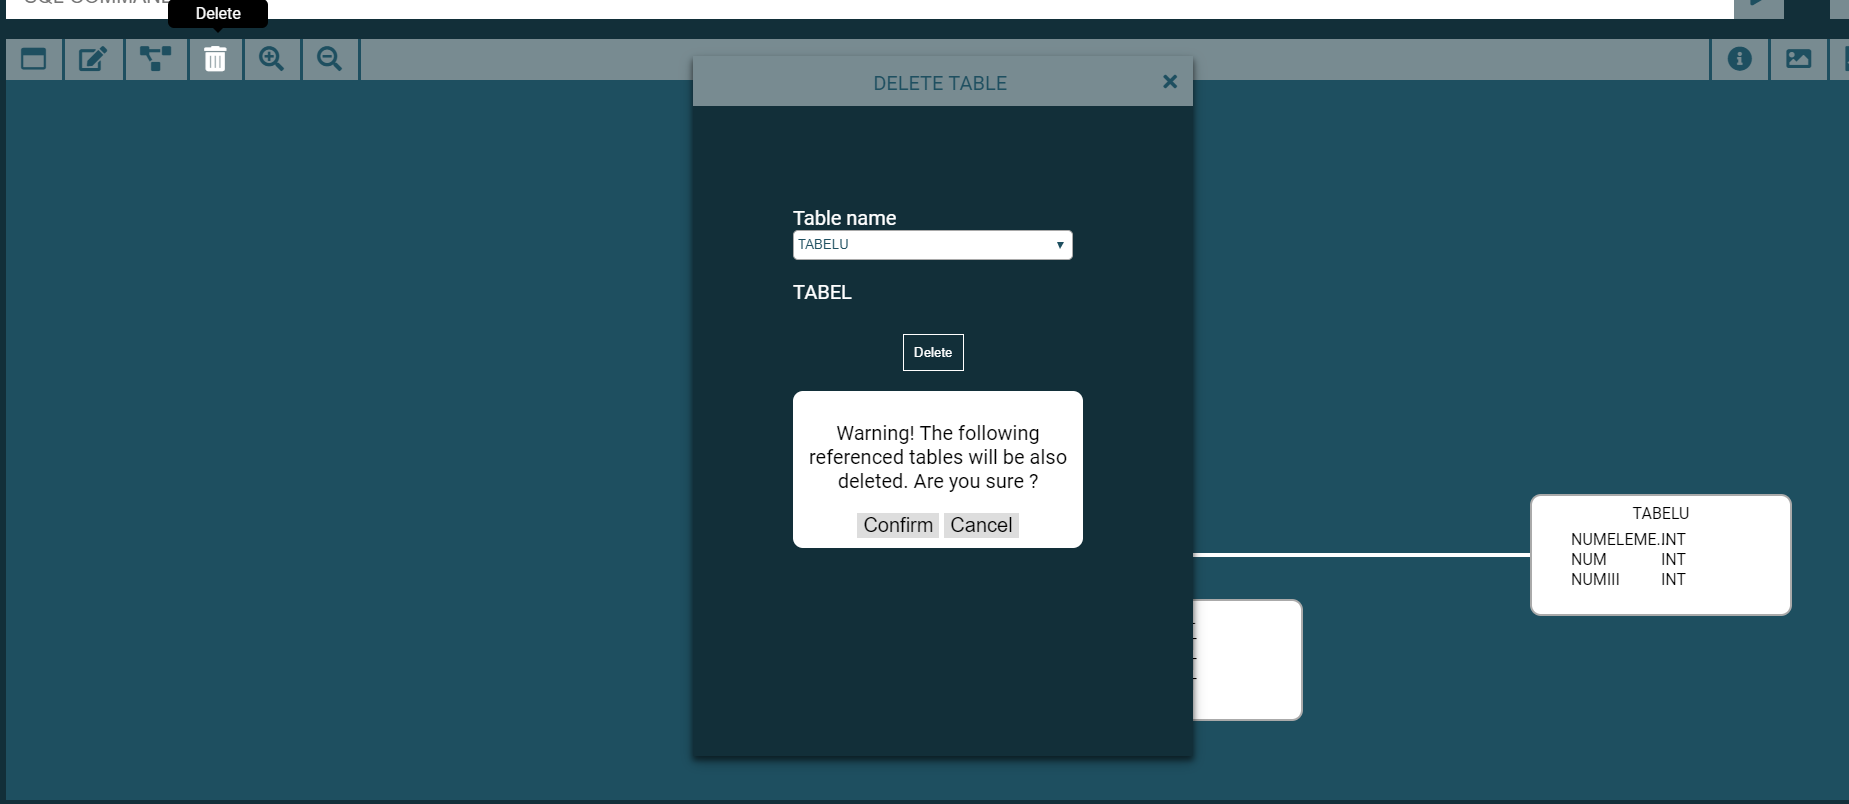 Delete
DELETE TABLE
Table name
TABELU
TABEL
Delete
Warning! The following
referenced tables will be also
deleted. Are you sure ?
Confirm Cancel
TABELU
NUMELEME. INT
NUM INT
NUMIII INT